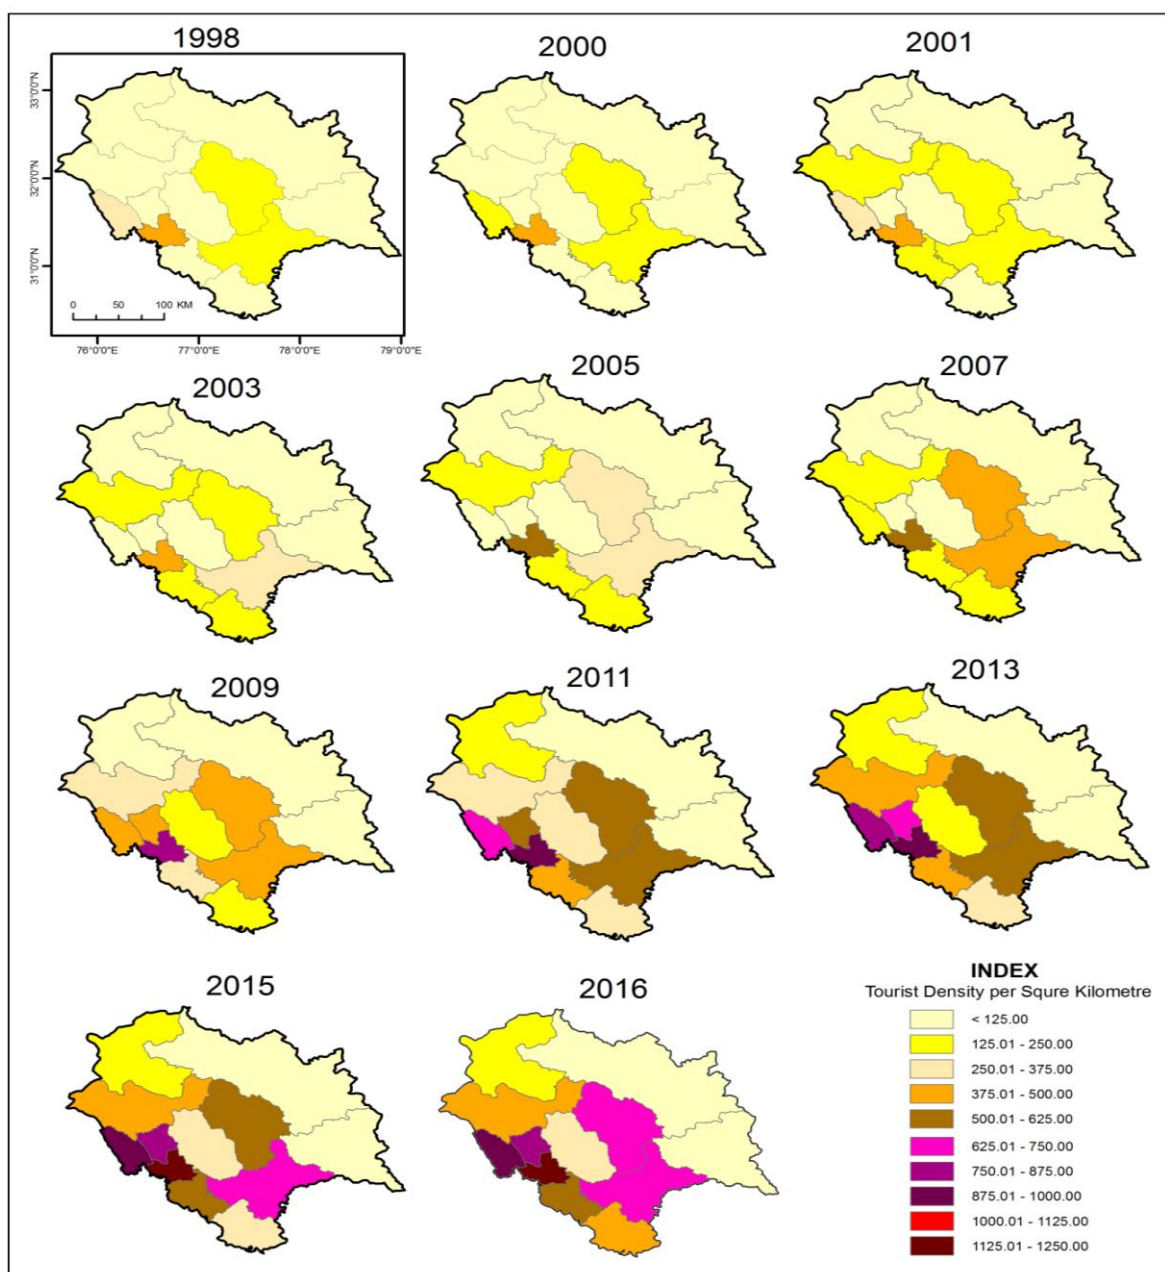 1998
2000
2001
33°0'0"N
32°0'0"N
31°0'0"N
0 50 100 KM
76°0'0"E 77°0'0"E 78°0'0"E 79°0'0"E
2003
2005
2007
2009
2011
2013
2015
2016
INDEX
Tourist Density per Squre Kilometre
< 125.00
125.01 - 250.00
250.01 - 375.00
375.01 - 500.00
500.01 - 625.00
625.01 - 750.00
750.01 - 875.00
875.01 - 1000.00
1000.01 - 1125.00
1125.01 - 1250.00